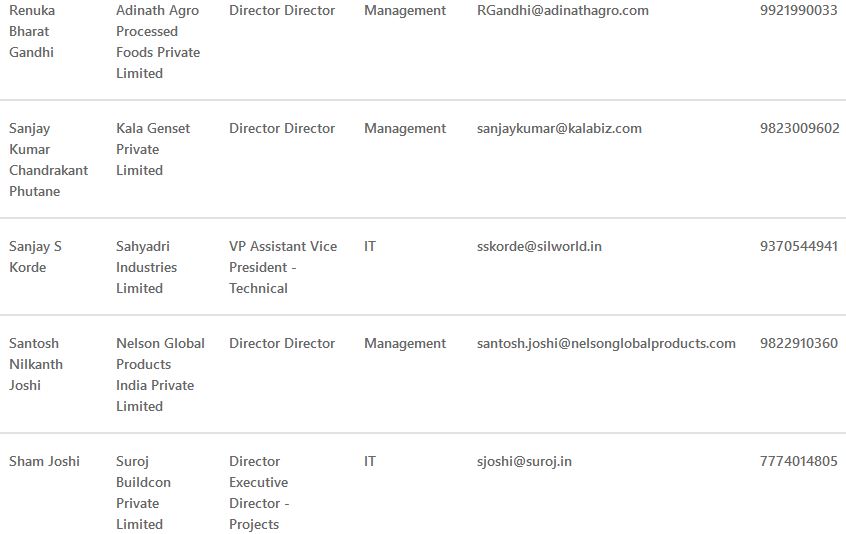 Renuka Bharat Gandhi Adinath Agro Processed Foods Private Limited Director Director Management RGandhi@adinathagro.com 9921990033
Sanjay Kumar Chandrakant Phutane Kala Genset Private Limited Director Director Management sanjaykumar@kalabiz.com 9823009602
Sanjay S Korde Sahyadri Industries Limited VP Assistant Vice President - Technical IT sskorde@silworld.in 9370544941
Santosh Nilkanth Joshi Nelson Global Products India Private Limited Director Director Management santosh.joshi@nelsonglobalproducts.com 9822910360
Sham Joshi Suroj Buildcon Private Limited Director Executive Director - Projects IT sjoshi@suroj.in 7774014805